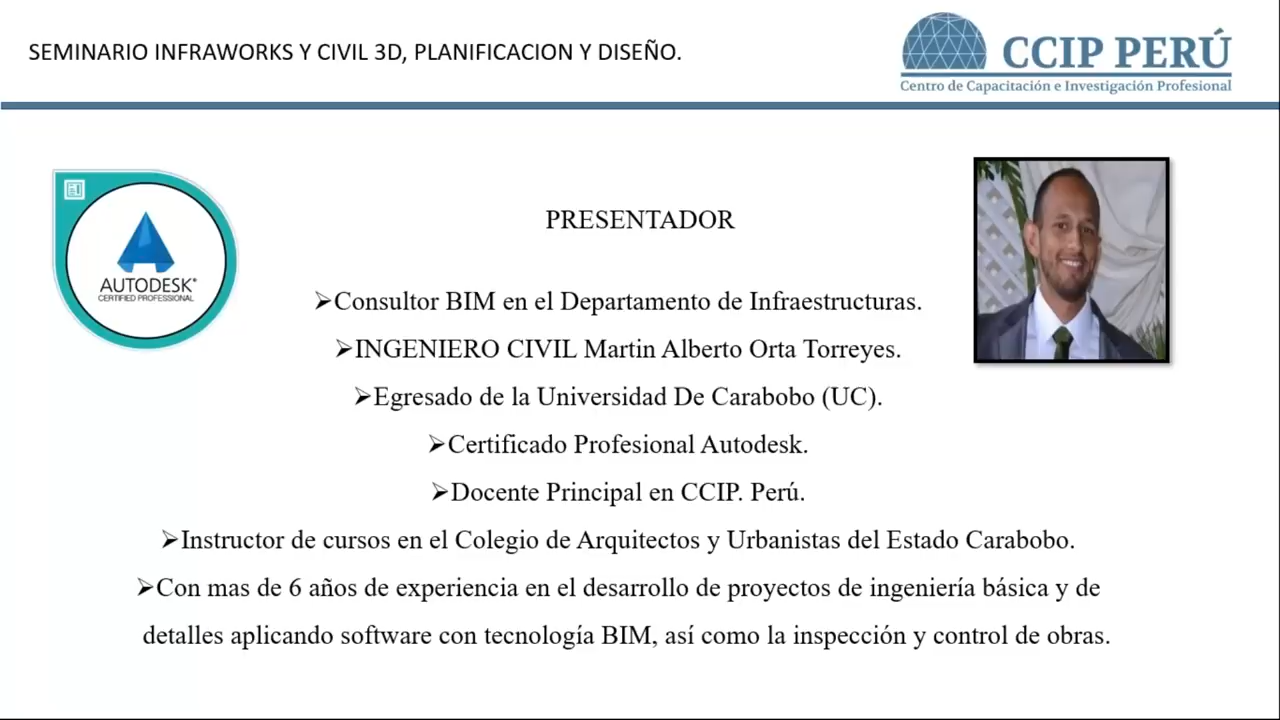 SEMINARIO INFRAWORKS Y CIVIL 3D, PLANIFICACION Y DISEÑO.
CCIP PERÚ
Centro de Capacitación e Investigación Profesional
AUTODESK®
CERTIFIED PROFESSIONAL
PRESENTADOR
➢Consultor BIM en el Departamento de Infraestructuras.
➢INGENIERO CIVIL Martin Alberto Orta Torreyes.
➢Egresado de la Universidad De Carabobo (UC).
➢Certificado Profesional Autodesk.
➢Docente Principal en CCIP. Perú.
➢Instructor de cursos en el Colegio de Arquitectos y Urbanistas del Estado Carabobo.
➢Con mas de 6 años de experiencia en el desarrollo de proyectos de ingeniería básica y de
detalles aplicando software con tecnología BIM, así como la inspección y control de obras.